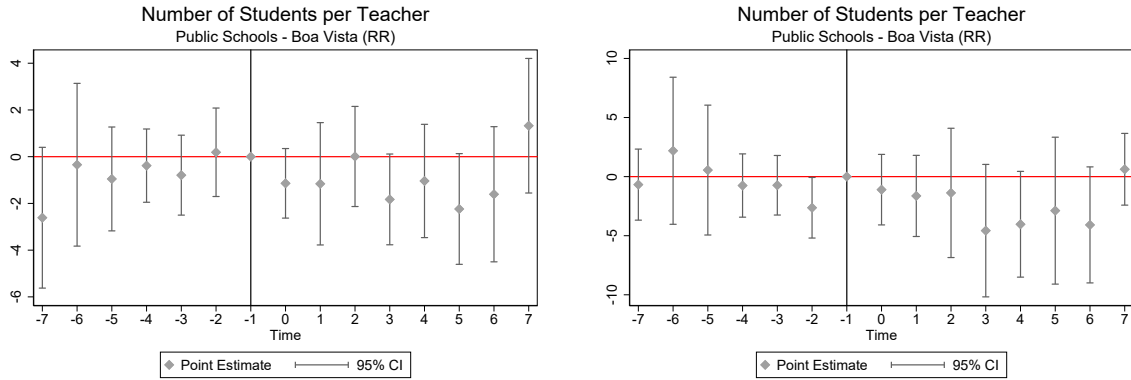 Number of Students per Teacher
Public Schools - Boa Vista (RR)
4
2
0
-2
-4
-6
-7 -6 -5 -4 -3 -2 -1 0 1 2 3 4 5 6 7
Time
Point Estimate 95% CI
Number of Students per Teacher
Public Schools - Boa Vista (RR)
10
5
0
-5
-10
-7 -6 -5 -4 -3 -2 -1 0 1 2 3 4 5 6 7
Time
Point Estimate 95% CI